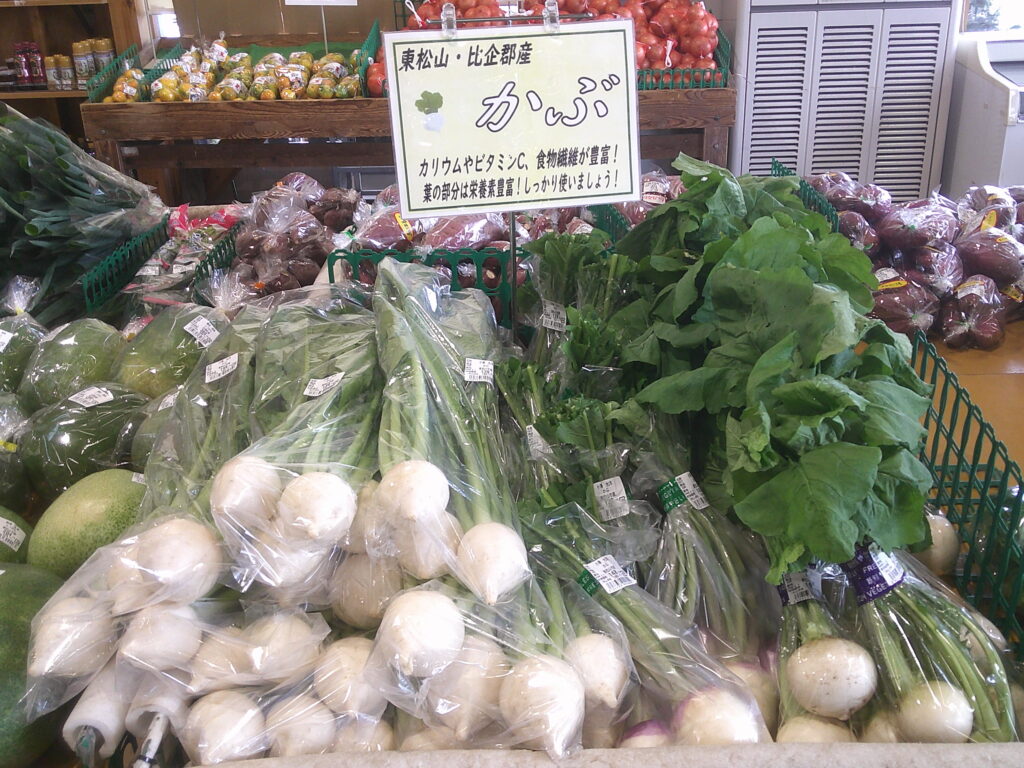 東松山・比企郡産
かぶ
カリウムやビタミンC、食物繊維が豊富！
葉の部分は栄養素豊富！しっかり使いましょう！